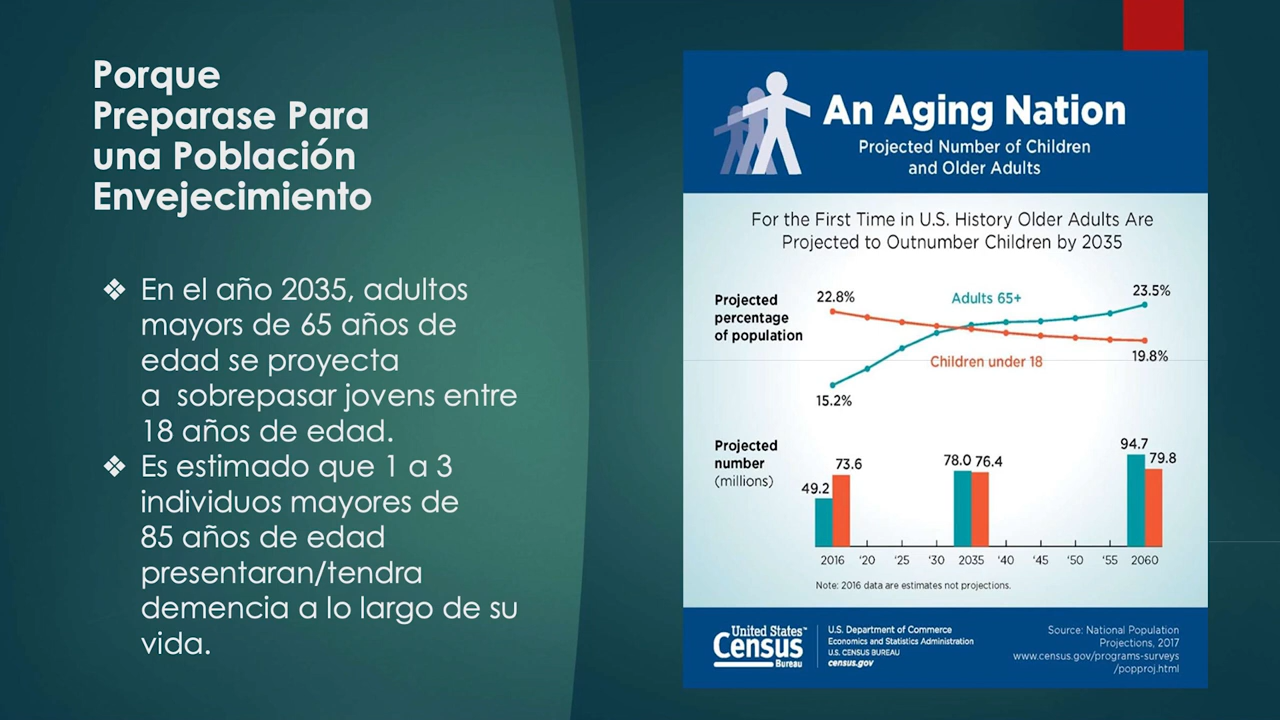 Porque
Preparase Para
una Población
Envejecimiento
❖ En el año 2035, adultos
mayors de 65 años de
edad se proyecta
a  sobrepasar jovens entre
18 años de edad.
❖ Es estimado que 1 a 3
individuos mayores de
85 años de edad
presentaran/tendra
demencia a lo largo de su
vida.
An Aging Nation
Projected Number of Children
and Older Adults
For the First Time in U.S. History Older Adults Are
Projected to Outnumber Children by 2035
Projected
percentage
of population
22.8%
Adults 65+
23.5%
15.2%
Children under 18
19.8%
Projected
number
(millions)
49.2
73.6
78.0
76.4
94.7
79.8
2016 '20 '25 '30 2035 '40 '45 '50 '55 2060
Note: 2016 data are estimates not projections.
United States™
Census
Bureau
U.S. Department of Commerce
Economics and Statistics Administration
U.S. CENSUS BUREAU
census.gov
Source: National Population
Projections, 2017
www.census.gov/programs-surveys
/popproj.html